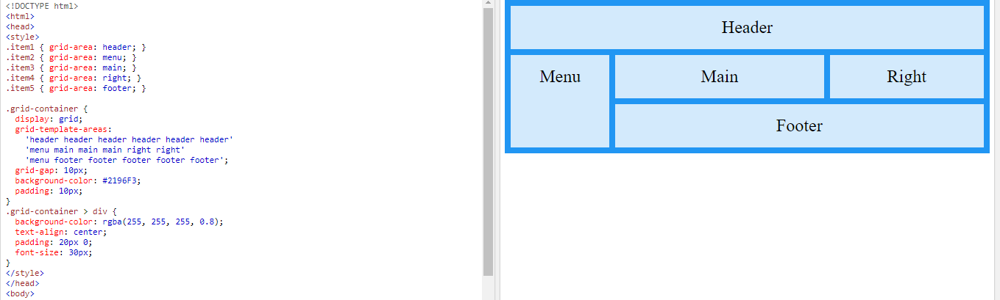 <!DOCTYPE html>
<html>
<head>
<style>
.item1 { grid-area: header; }
.item2 { grid-area: menu; }
.item3 { grid-area: main; }
.item4 { grid-area: right; }
.item5 { grid-area: footer; }
.grid-container {
  display: grid;
  grid-template-areas:
    'header header header header header header'
    'menu main main main right right'
    'menu footer footer footer footer footer';
  grid-gap: 10px;
  background-color: #2196F3;
  padding: 10px;
}
.grid-container > div {
  background-color: rgba(255, 255, 255, 0.8);
  text-align: center;
  padding: 20px 0;
  font-size: 30px;
}
</style>
</head>
<body>
Header
Menu Main Right
Footer